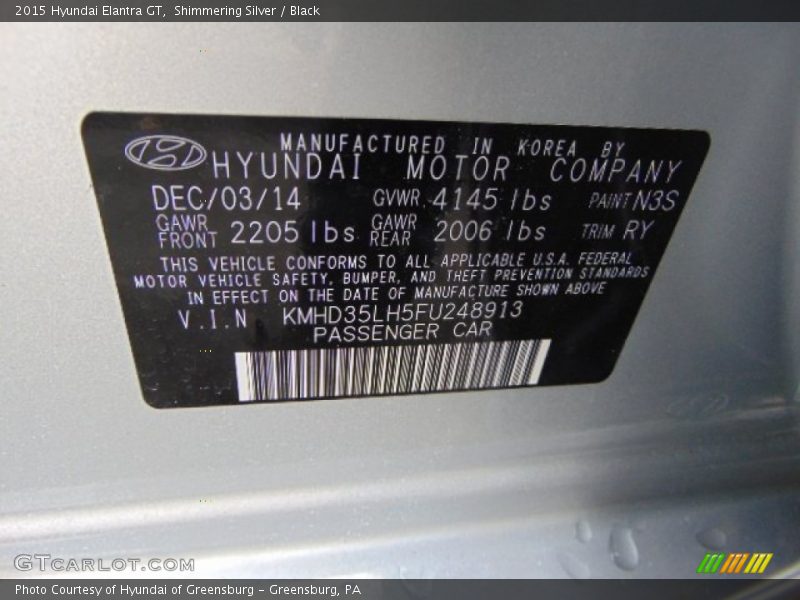 2015 Hyundai Elantra GT, Shimmering Silver / Black
MANUFACTURED IN KOREA BY
HYUNDAI MOTOR COMPANY
DEC/03/14 GVWR 4145 lbs PAINT N3S
GAWR FRONT 2205 lbs GAWR REAR 2006 lbs TRIM RY
THIS VEHICLE CONFORMS TO ALL APPLICABLE U.S.A. FEDERAL
MOTOR VEHICLE SAFETY, BUMPER, AND THEFT PREVENTION STANDARDS
IN EFFECT ON THE DATE OF MANUFACTURE SHOWN ABOVE
V.I.N KMHD35LH5FU248913
PASSENGER CAR
GTCARLOT.COM
Photo Courtesy of Hyundai of Greensburg - Greensburg, PA